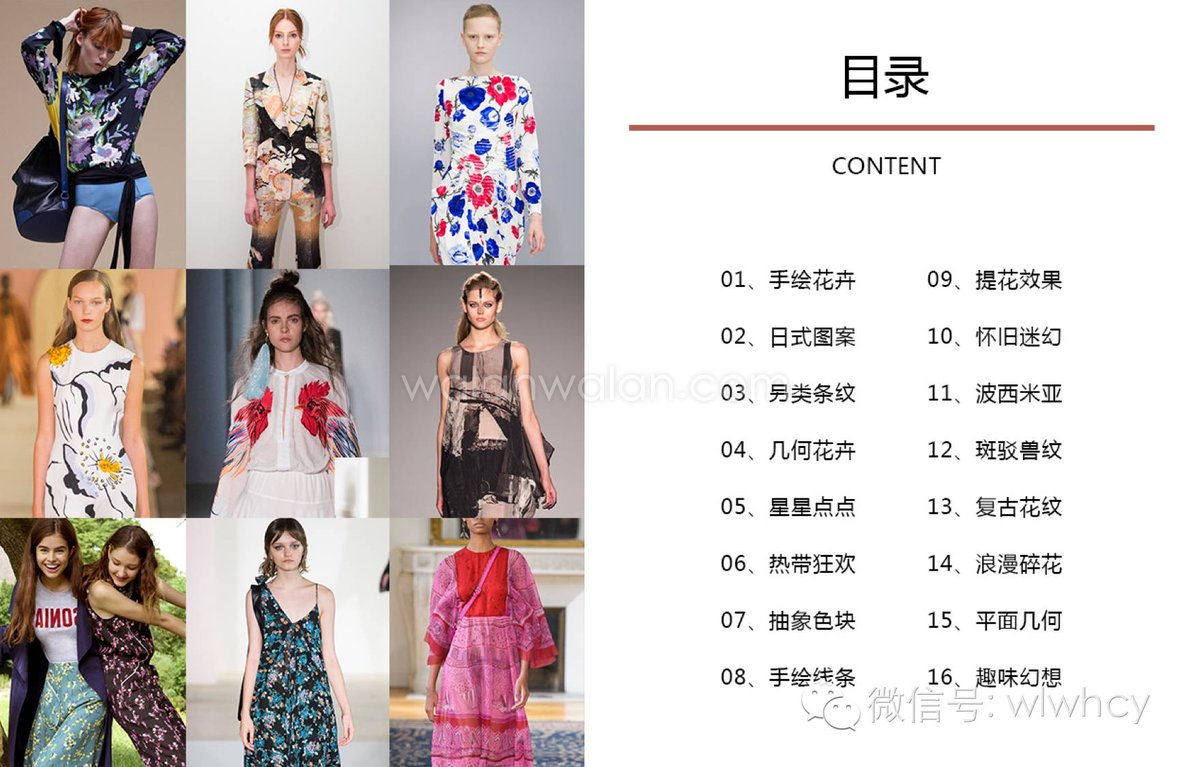 目录
CONTENT
01、手绘花卉
02、日式图案
03、另类条纹
04、几何花卉
05、星星点点
06、热带狂欢
07、抽象色块
08、手绘线条
09、提花效果
10、怀旧迷幻
11、波西米亚
12、斑驳兽纹
13、复古花纹
14、浪漫碎花
15、平面几何
16、趣味幻想
walanwalan.com
SONIA
微信号: wlwhcy